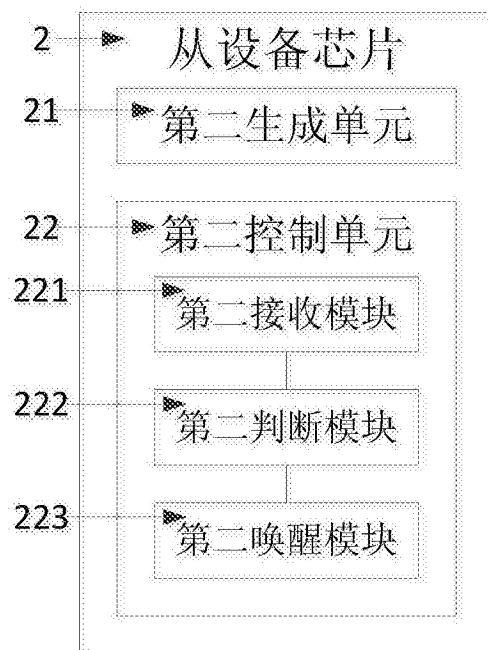 2 从设备芯片
21 第二生成单元
22 第二控制单元
221 第二接收模块
222 第二判断模块
223 第二唤醒模块